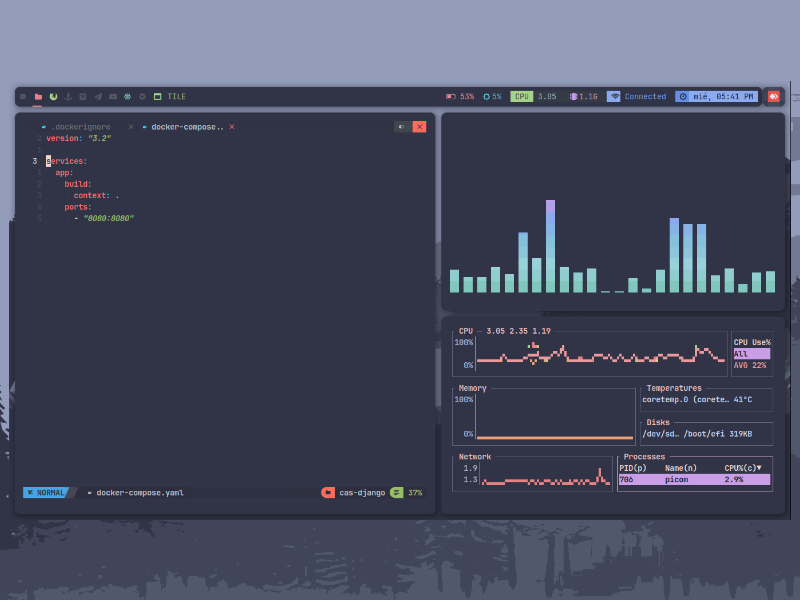 TILE 53% 5% CPU 3.05 1.1G Connected mié, 05:41 PM
.dockerignore × docker-compose.. ×
2 version: "3.2"
1
3 services:
1 app:
2 build:
3 context: .
4 ports:
5 - "8080:8080"
NORMAL docker-compose.yaml cas-django 37%
CPU — 3.05 2.35 1.19
100%
0%
CPU Use%
All
AVG 22%
Memory
100%
0%
Temperatures
coretemp.0 (corete… 41°C
Disks
/dev/sd… /boot/efi 319KB
Network
1.9
1.3
Processes
PID(p) Name(n) CPU%(c)▼
706 picom 2.9%